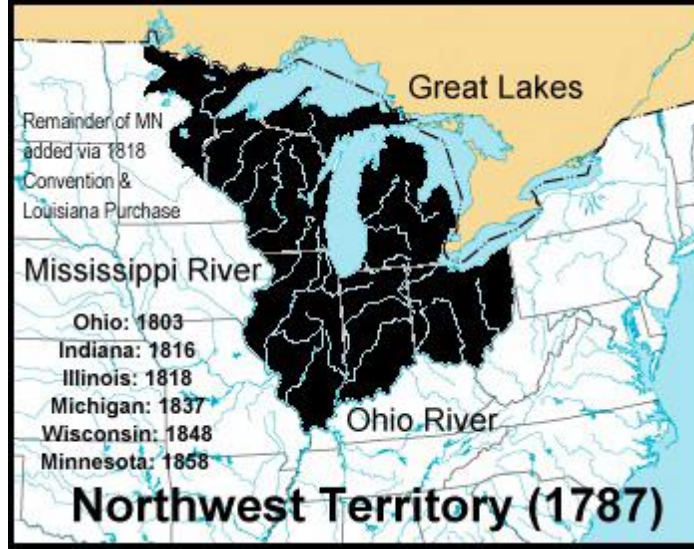 Great Lakes
Remainder of MN
added via 1818
Convention &
Louisiana Purchase
Mississippi River
Ohio: 1803
Indiana: 1816
Illinois: 1818
Michigan: 1837
Wisconsin: 1848
Minnesota: 1858
Ohio River
Northwest Territory (1787)